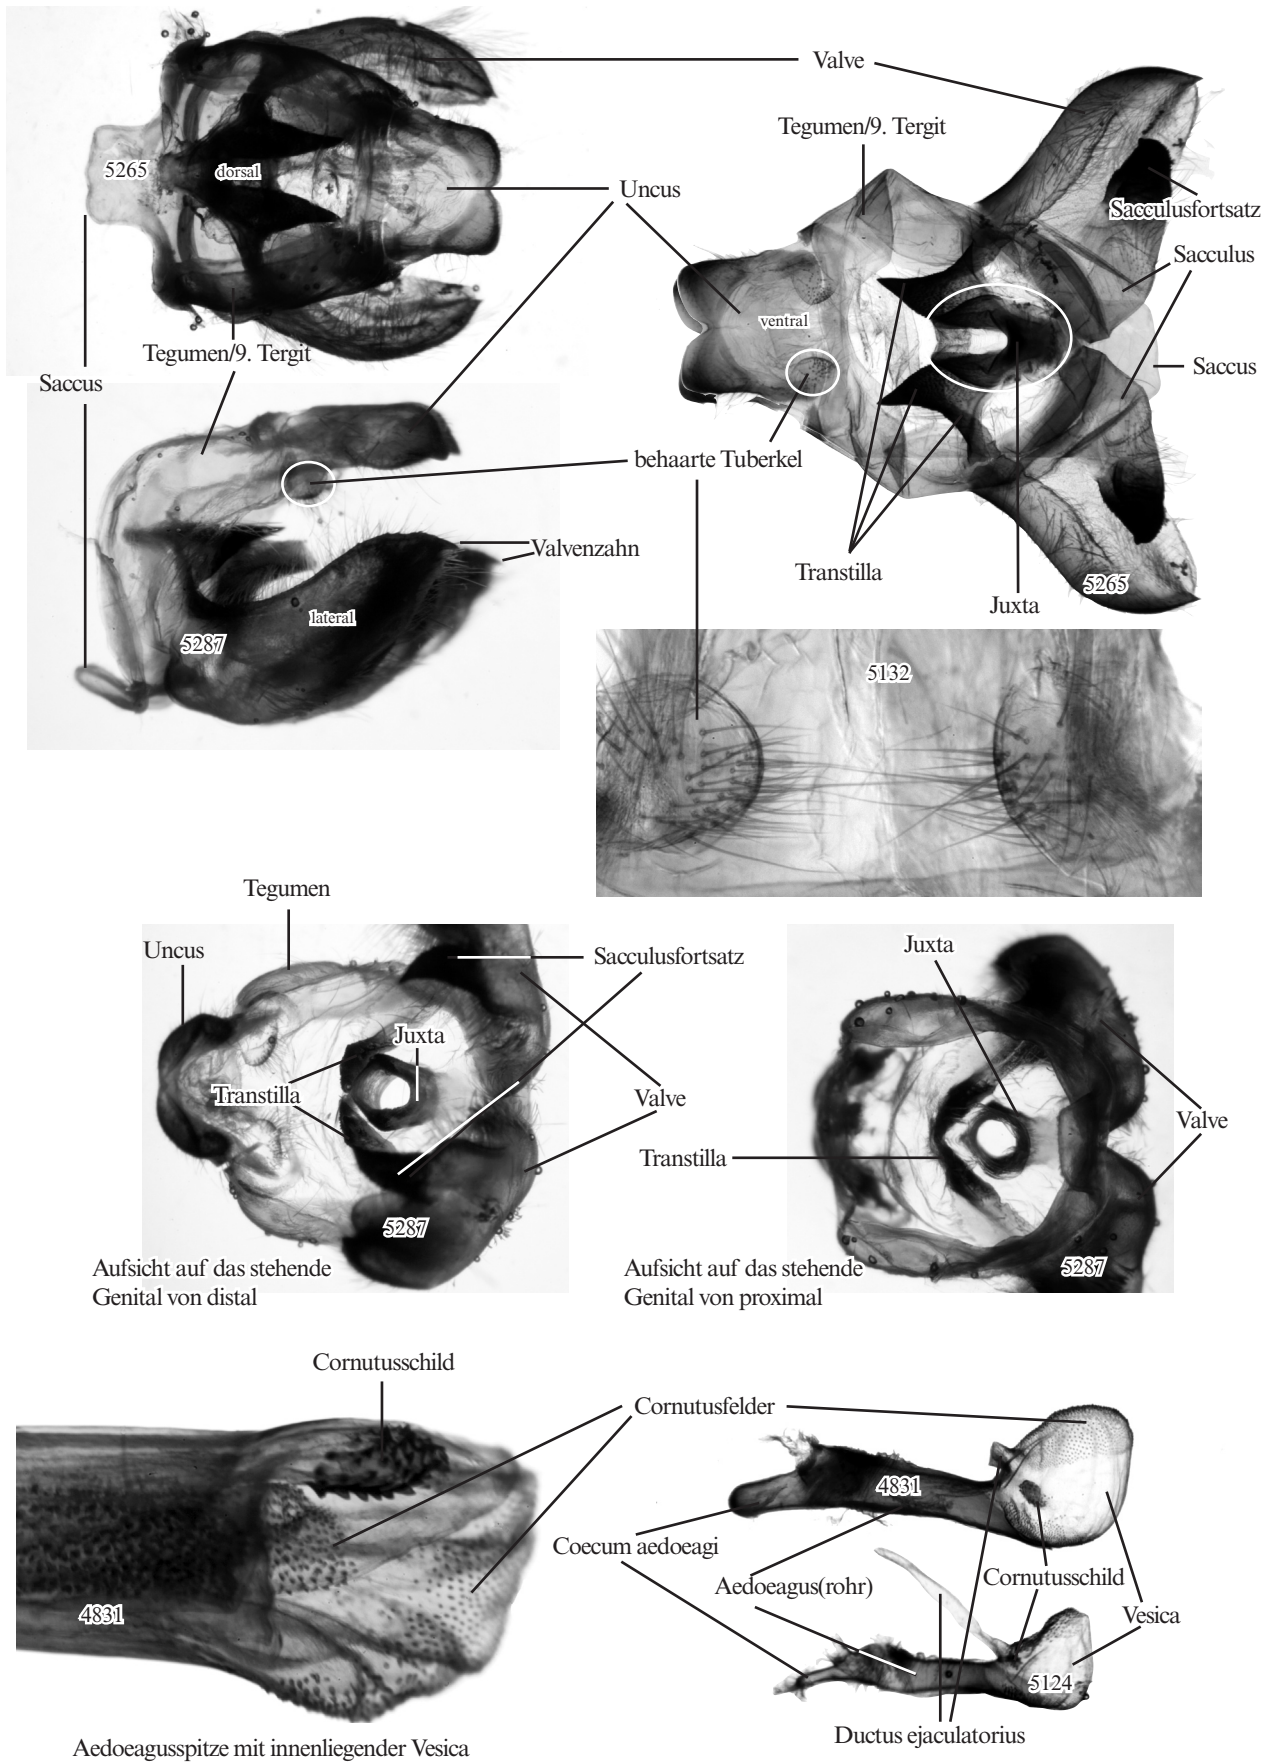 Valve
Tegumen/9. Tergit
5265
dorsal
Uncus
Sacculusfortsatz
Sacculus
ventral
Tegumen/9. Tergit
Saccus
Saccus
behaarte Tuberkel
Valvenzahn
Transtilla
5265
Juxta
lateral
5287
5132
Tegumen
Uncus
Juxta
Sacculusfortsatz
Juxta
Transtilla
Valve
Valve
Transtilla
5287
5287
Aufsicht auf das stehende
Genital von distal
Aufsicht auf das stehende
Genital von proximal
Cornutusschild
Cornutusfelder
4831
Coecum aedoeagi
Aedoeagus(rohr)
Cornutusschild
4831
Vesica
5124
Ductus ejaculatorius
Aedoeagusspitze mit innenliegender Vesica